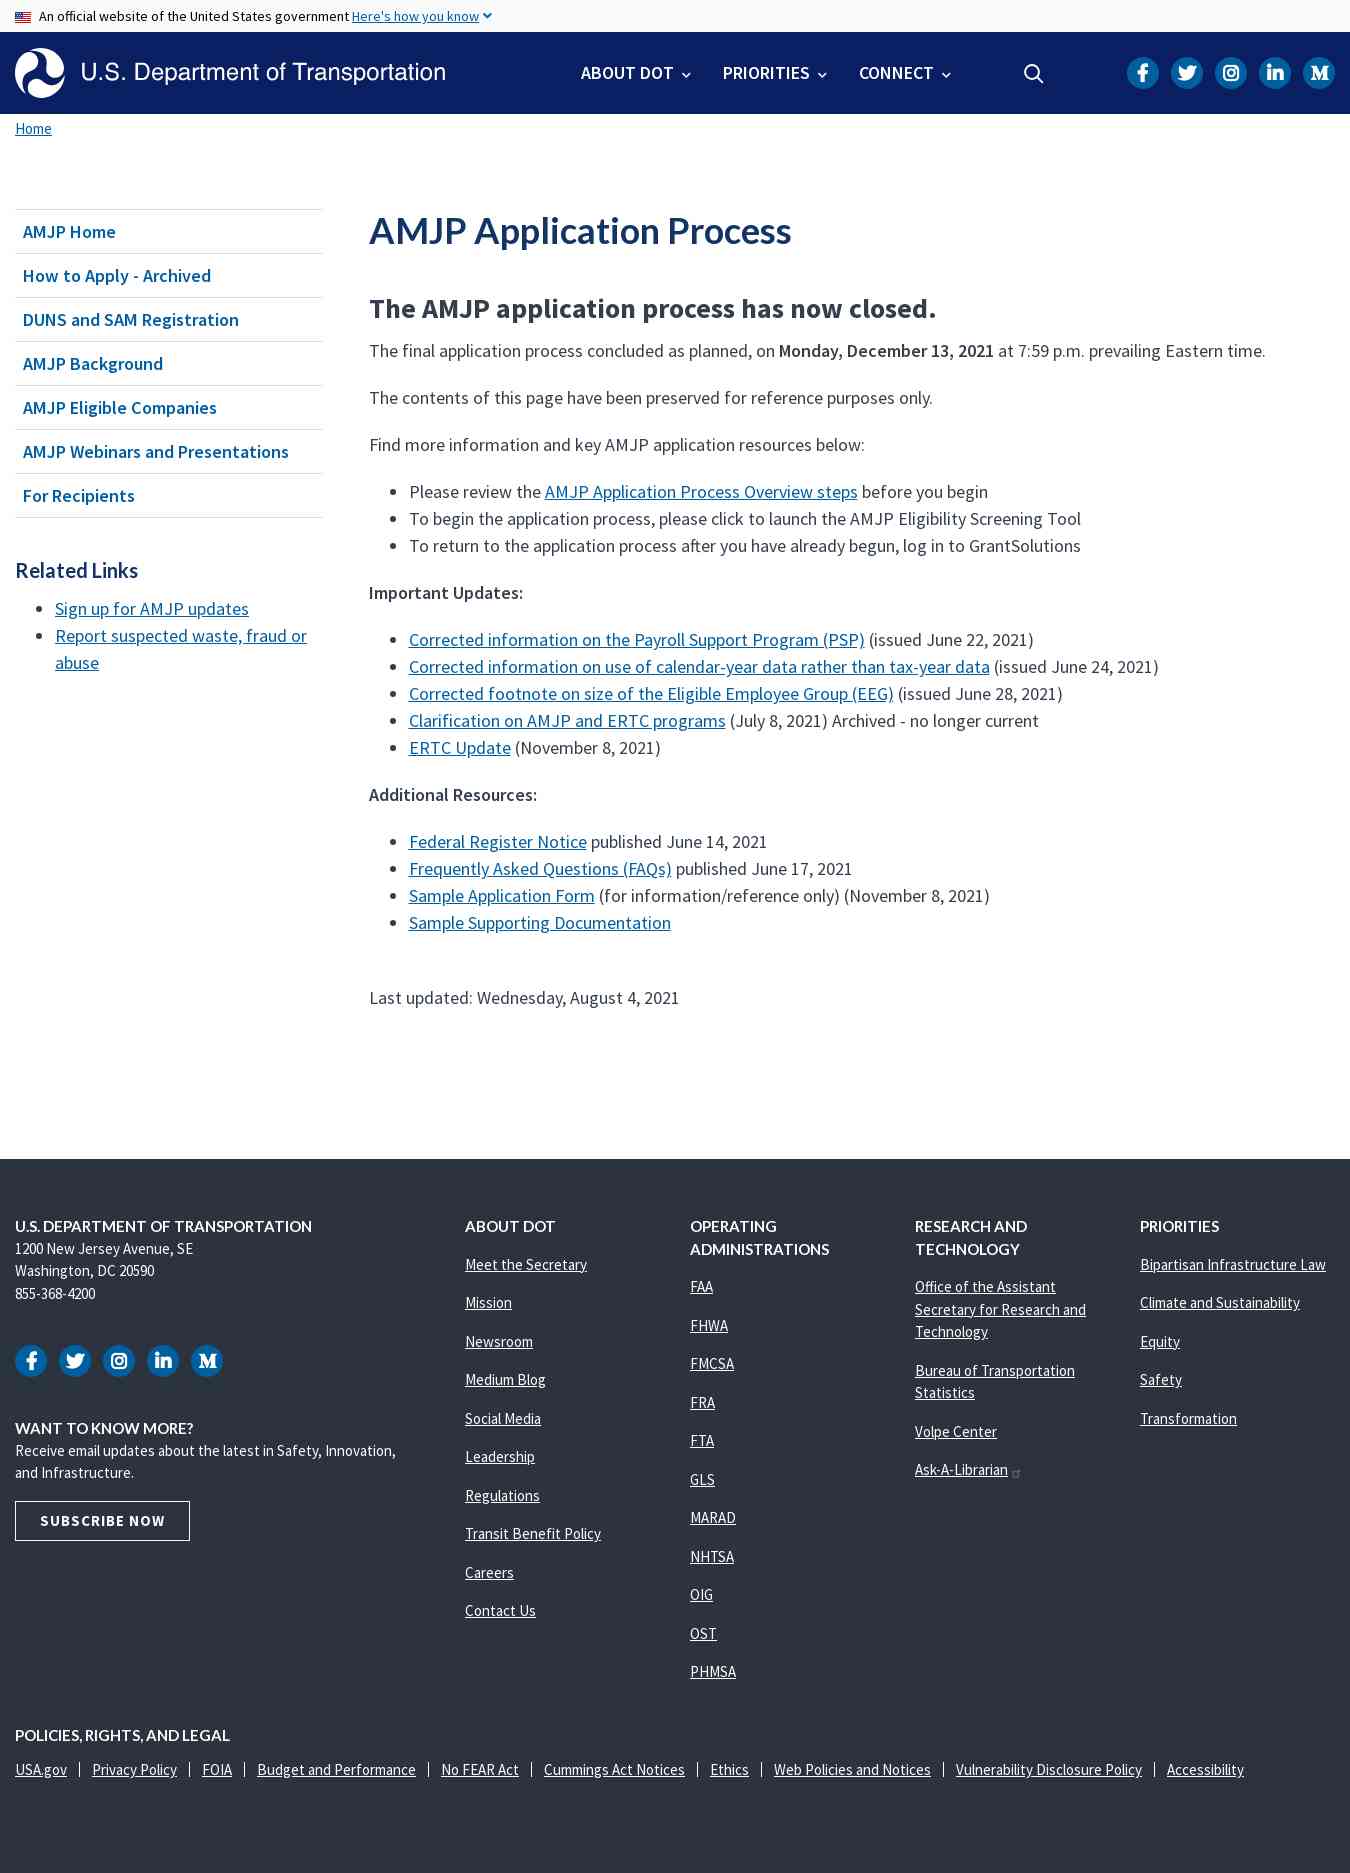 An official website of the United States government Here's how you know
U.S. Department of Transportation
ABOUT DOT
PRIORITIES
CONNECT
Home
AMJP Home
How to Apply - Archived
DUNS and SAM Registration
AMJP Background
AMJP Eligible Companies
AMJP Webinars and Presentations
For Recipients
Related Links
Sign up for AMJP updates
Report suspected waste, fraud or
abuse
AMJP Application Process
The AMJP application process has now closed.
The final application process concluded as planned, on Monday, December 13, 2021 at 7:59 p.m. prevailing Eastern time.
The contents of this page have been preserved for reference purposes only.
Find more information and key AMJP application resources below:
Please review the AMJP Application Process Overview steps before you begin
To begin the application process, please click to launch the AMJP Eligibility Screening Tool
To return to the application process after you have already begun, log in to GrantSolutions
Important Updates:
Corrected information on the Payroll Support Program (PSP) (issued June 22, 2021)
Corrected information on use of calendar-year data rather than tax-year data (issued June 24, 2021)
Corrected footnote on size of the Eligible Employee Group (EEG) (issued June 28, 2021)
Clarification on AMJP and ERTC programs (July 8, 2021) Archived - no longer current
ERTC Update (November 8, 2021)
Additional Resources:
Federal Register Notice published June 14, 2021
Frequently Asked Questions (FAQs) published June 17, 2021
Sample Application Form (for information/reference only) (November 8, 2021)
Sample Supporting Documentation
Last updated: Wednesday, August 4, 2021
U.S. DEPARTMENT OF TRANSPORTATION
1200 New Jersey Avenue, SE
Washington, DC 20590
855-368-4200
WANT TO KNOW MORE?
Receive email updates about the latest in Safety, Innovation,
and Infrastructure.
SUBSCRIBE NOW
ABOUT DOT
Meet the Secretary
Mission
Newsroom
Medium Blog
Social Media
Leadership
Regulations
Transit Benefit Policy
Careers
Contact Us
OPERATING
ADMINISTRATIONS
FAA
FHWA
FMCSA
FRA
FTA
GLS
MARAD
NHTSA
OIG
OST
PHMSA
RESEARCH AND
TECHNOLOGY
Office of the Assistant
Secretary for Research and
Technology
Bureau of Transportation
Statistics
Volpe Center
Ask-A-Librarian
PRIORITIES
Bipartisan Infrastructure Law
Climate and Sustainability
Equity
Safety
Transformation
POLICIES, RIGHTS, AND LEGAL
USA.gov
Privacy Policy
FOIA
Budget and Performance
No FEAR Act
Cummings Act Notices
Ethics
Web Policies and Notices
Vulnerability Disclosure Policy
Accessibility